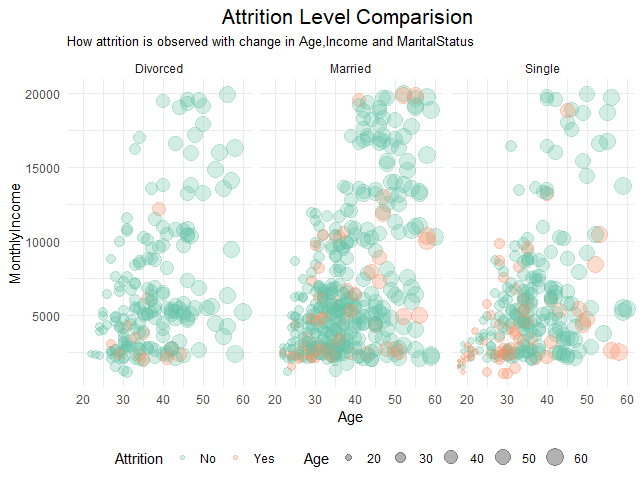 Attrition Level Comparision
How attrition is observed with change in Age,Income and MaritalStatus
Divorced Married Single
20000
15000
10000
5000
MonthlyIncome
20 30 40 50 60 20 30 40 50 60 20 30 40 50 60
Age
Attrition No Yes Age 20 30 40 50 60